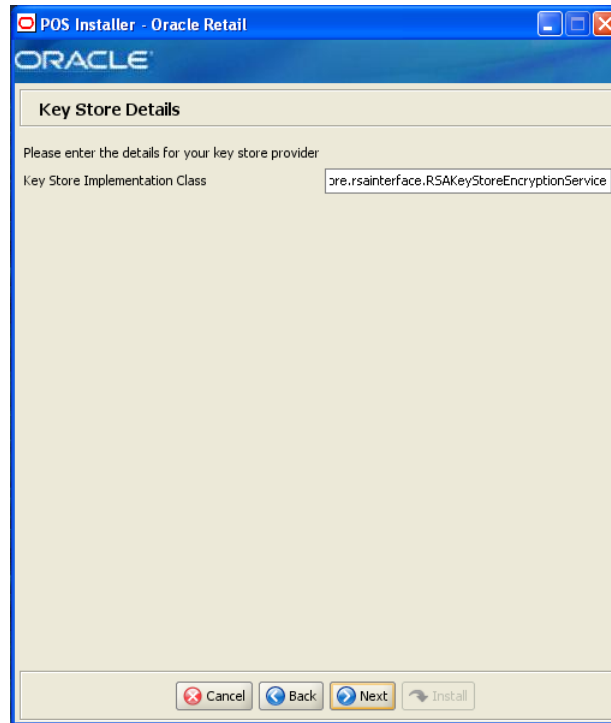 POS Installer - Oracle Retail
ORACLE
Key Store Details
Please enter the details for your key store provider
Key Store Implementation Class
ore.rsainterface.RSAKeyStoreEncryptionService
Cancel
Back
Next
Install